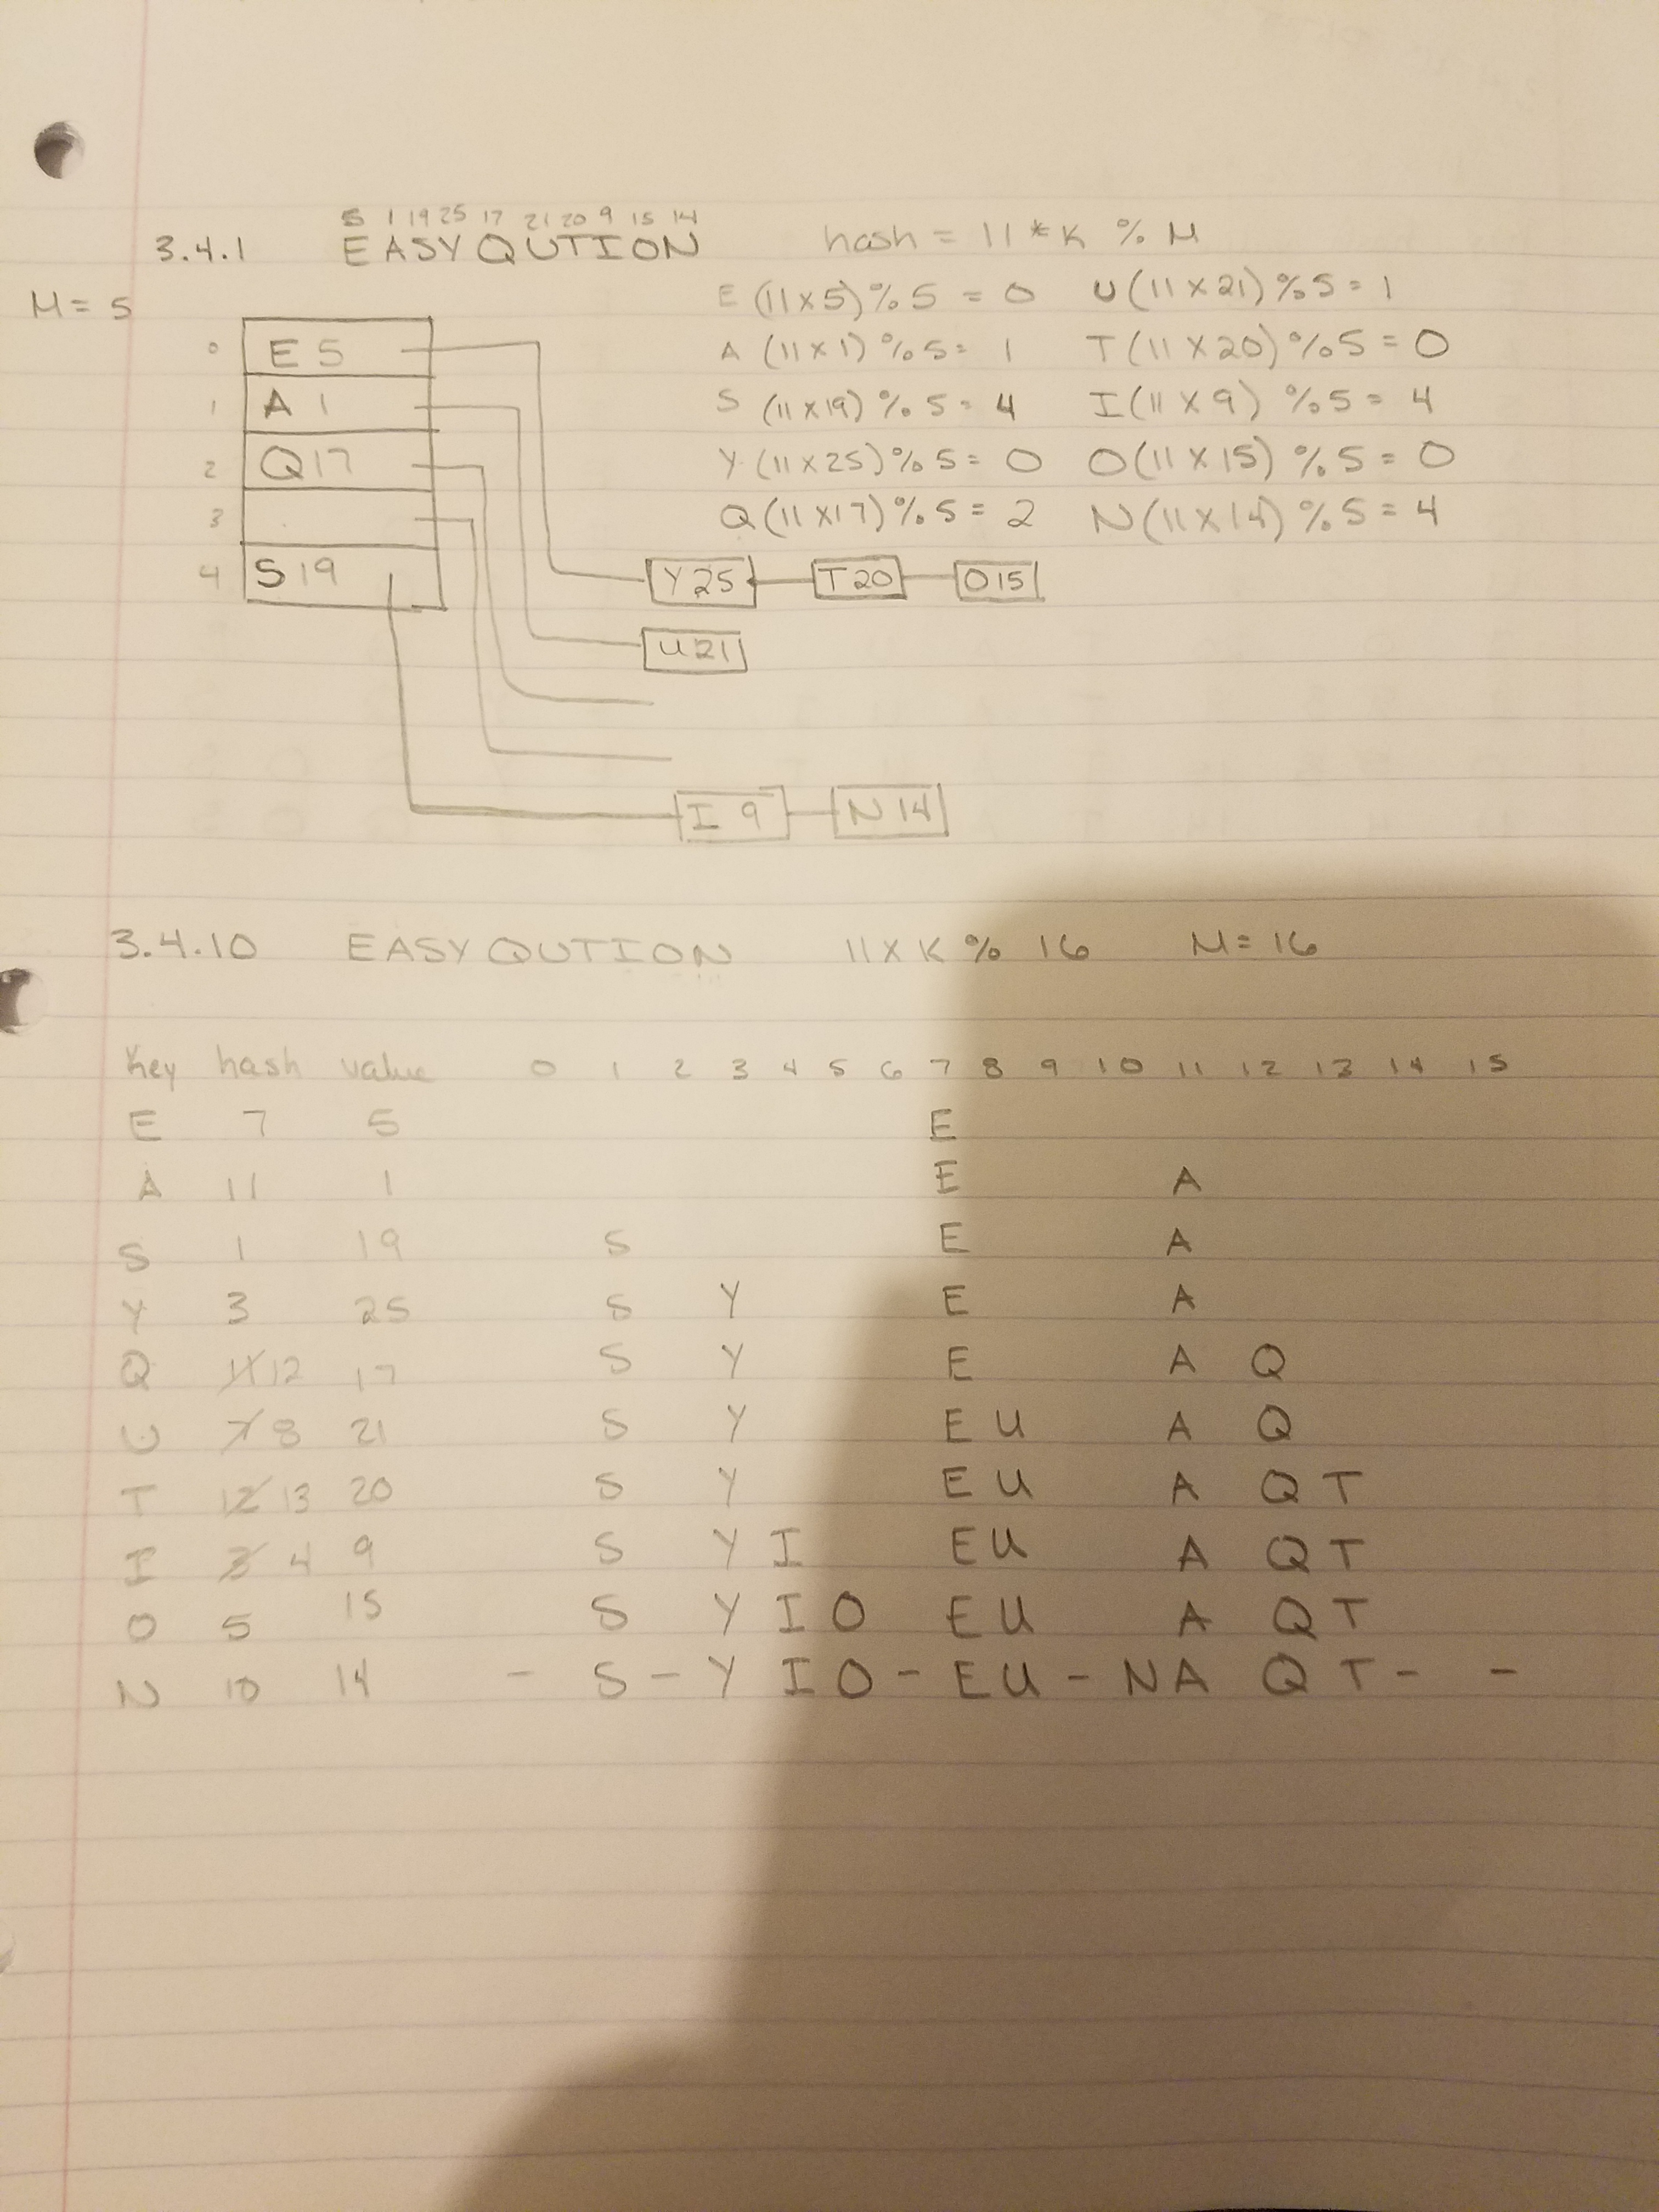 5 1 19 25 17 21 20 9 15 14
3.4.1 EASYQUTION hash = 11 * K % M
M = 5
E (11x5) % 5 = 0 U (11 x 21) % 5 = 1
0 E 5 A (11 x 1) % 5 = 1 T (11 x 20) % 5 = 0
1 A 1 S (11 x 19) % 5 = 4 I (11 x 9) % 5 = 4
2 Q 17 Y (11 x 25) % 5 = 0 O (11 x 15) % 5 = 0
3 Q (11 x 17) % 5 = 2 N (11 x 14) % 5 = 4
4 S 19 Y 25 T 20 O 15
U 21
I 9 N 14
3.4.10 EASYQUTION 11 x K % 16 M = 16
Key hash value 0 1 2 3 4 5 6 7 8 9 10 11 12 13 14 15
E 7 5 E
A 11 1 E A
S 1 19 S E A
Y 3 25 S Y E A
Q 11 12 17 S Y E A Q
U 7 8 21 S Y E U A Q
T 12 13 20 S Y E U A Q T
I 3 4 9 S Y I E U A Q T
O 5 15 S Y I O E U A Q T
N 10 14 - S - Y I O - E U - N A Q T - -